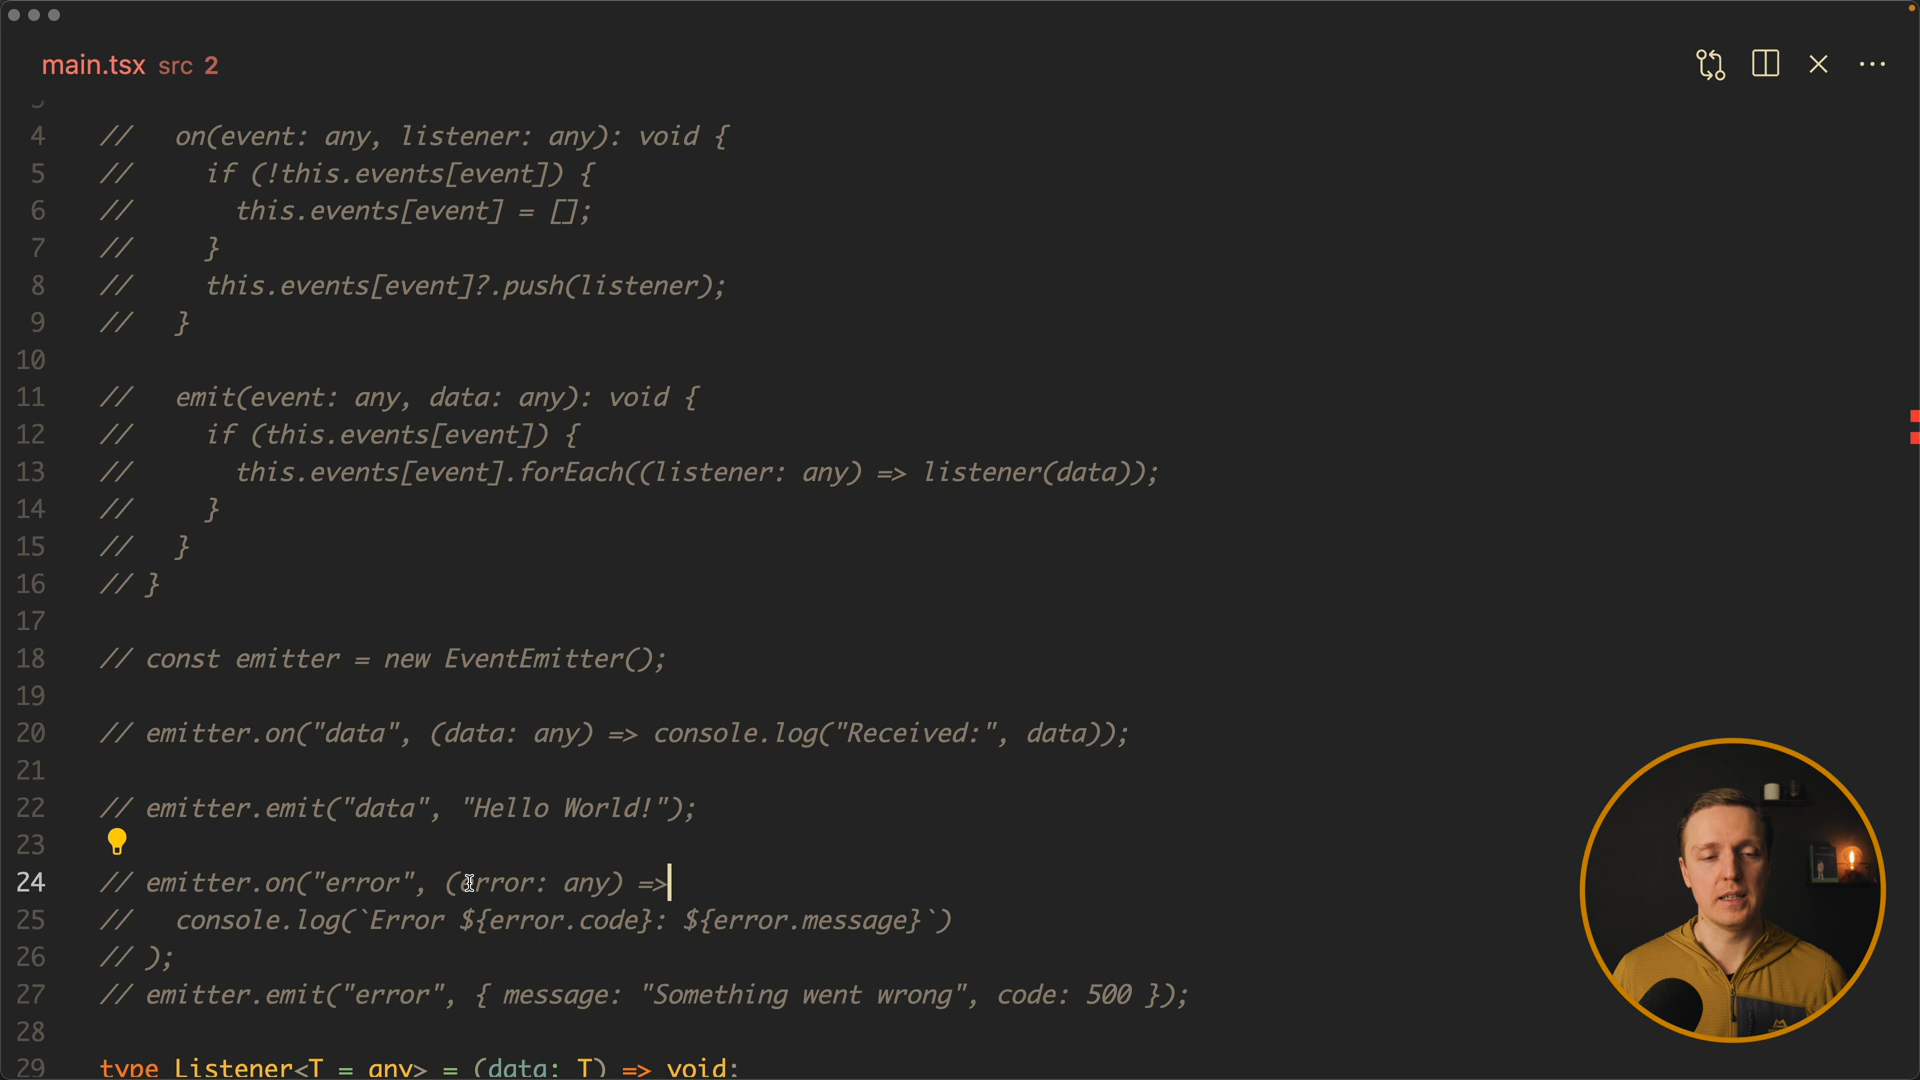 main.tsx src 2
4 //   on(event: any, listener: any): void {
5 //     if (!this.events[event]) {
6 //       this.events[event] = [];
7 //     }
8 //     this.events[event]?.push(listener);
9 //   }
10
11 //   emit(event: any, data: any): void {
12 //     if (this.events[event]) {
13 //       this.events[event].forEach((listener: any) => listener(data));
14 //     }
15 //   }
16 // }
17
18 // const emitter = new EventEmitter();
19
20 // emitter.on("data", (data: any) => console.log("Received:", data));
21
22 // emitter.emit("data", "Hello World!");
23
24 // emitter.on("error", (error: any) =>
25 //   console.log(`Error ${error.code}: ${error.message}`)
26 // );
27 // emitter.emit("error", { message: "Something went wrong", code: 500 });
28
29 type Listener<T = any> = (data: T) => void;